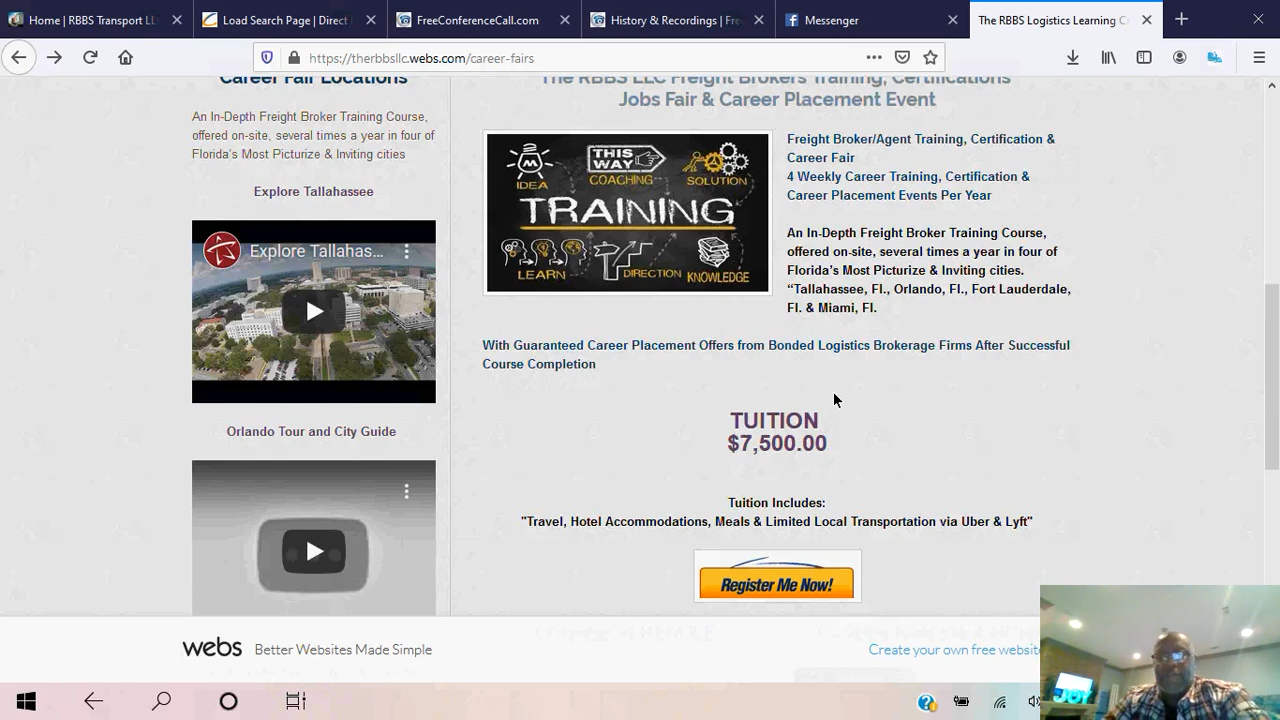 Home | RBBS Transport LL
Load Search Page | Direct
FreeConferenceCall.com
History & Recordings | Fre
Messenger
The RBBS Logistics Learning C
https://therbbsllc.webs.com/career-fairs
Career Fair Locations
An In-Depth Freight Broker Training Course,
offered on-site, several times a year in four of
Florida's Most Picturize & Inviting cities
Explore Tallahassee
Explore Tallahas...
Orlando Tour and City Guide
The RBBS LLC Freight Brokers Training, Certifications
Jobs Fair & Career Placement Event
IDEA
THIS WAY
COACHING
SOLUTION
TRAINING
LEARN
DIRECTION
KNOWLEDGE
Freight Broker/Agent Training, Certification &
Career Fair
4 Weekly Career Training, Certification &
Career Placement Events Per Year
An In-Depth Freight Broker Training Course,
offered on-site, several times a year in four of
Florida's Most Picturize & Inviting cities.
“Tallahassee, Fl., Orlando, Fl., Fort Lauderdale,
Fl. & Miami, Fl.
With Guaranteed Career Placement Offers from Bonded Logistics Brokerage Firms After Successful
Course Completion
TUITION
$7,500.00
Tuition Includes:
"Travel, Hotel Accommodations, Meals & Limited Local Transportation via Uber & Lyft"
Register Me Now!
webs
Better Websites Made Simple
Create your own free website
JOY